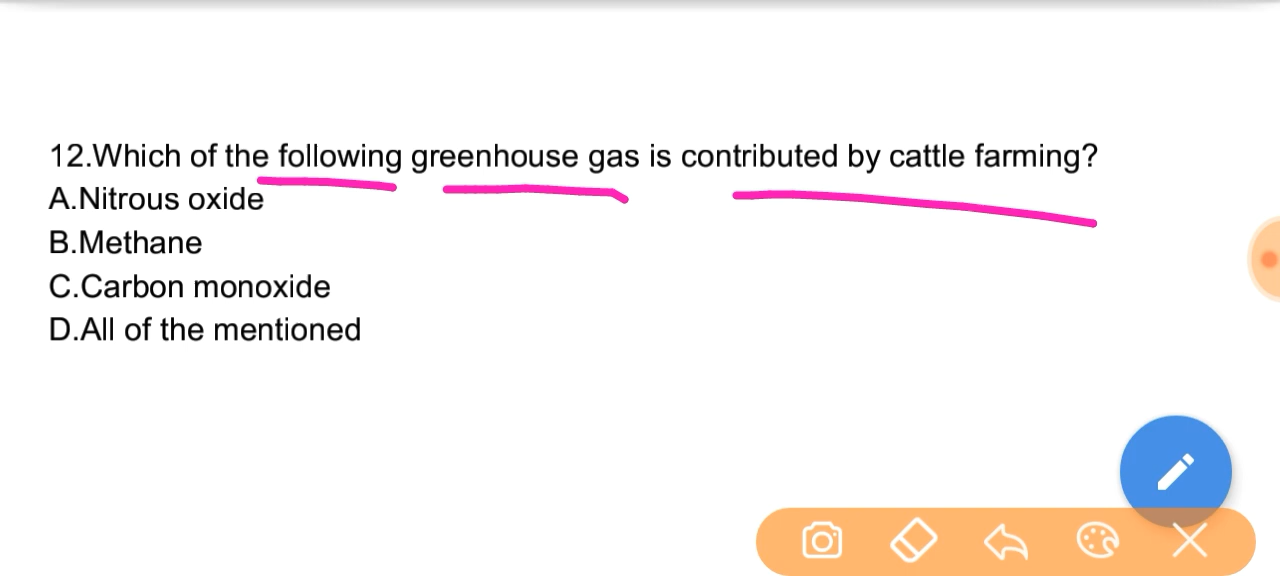 12.Which of the following greenhouse gas is contributed by cattle farming?
A.Nitrous oxide
B.Methane
C.Carbon monoxide
D.All of the mentioned